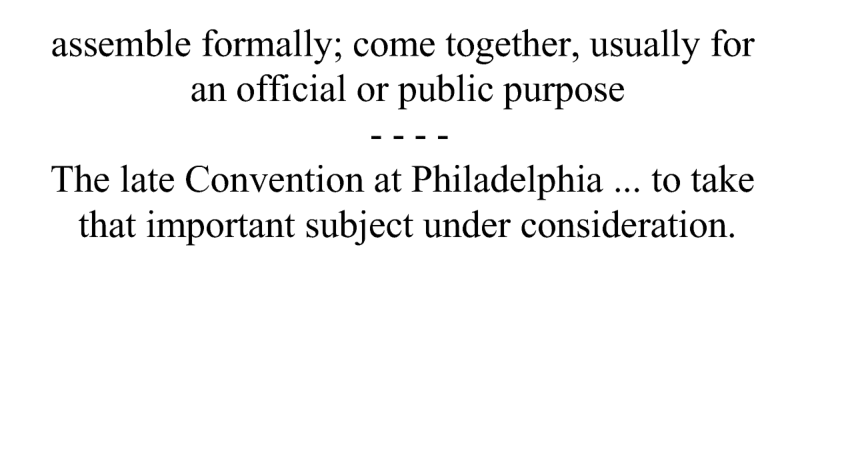 assemble formally; come together, usually for
an official or public purpose
- - - -
The late Convention at Philadelphia ... to take
that important subject under consideration.